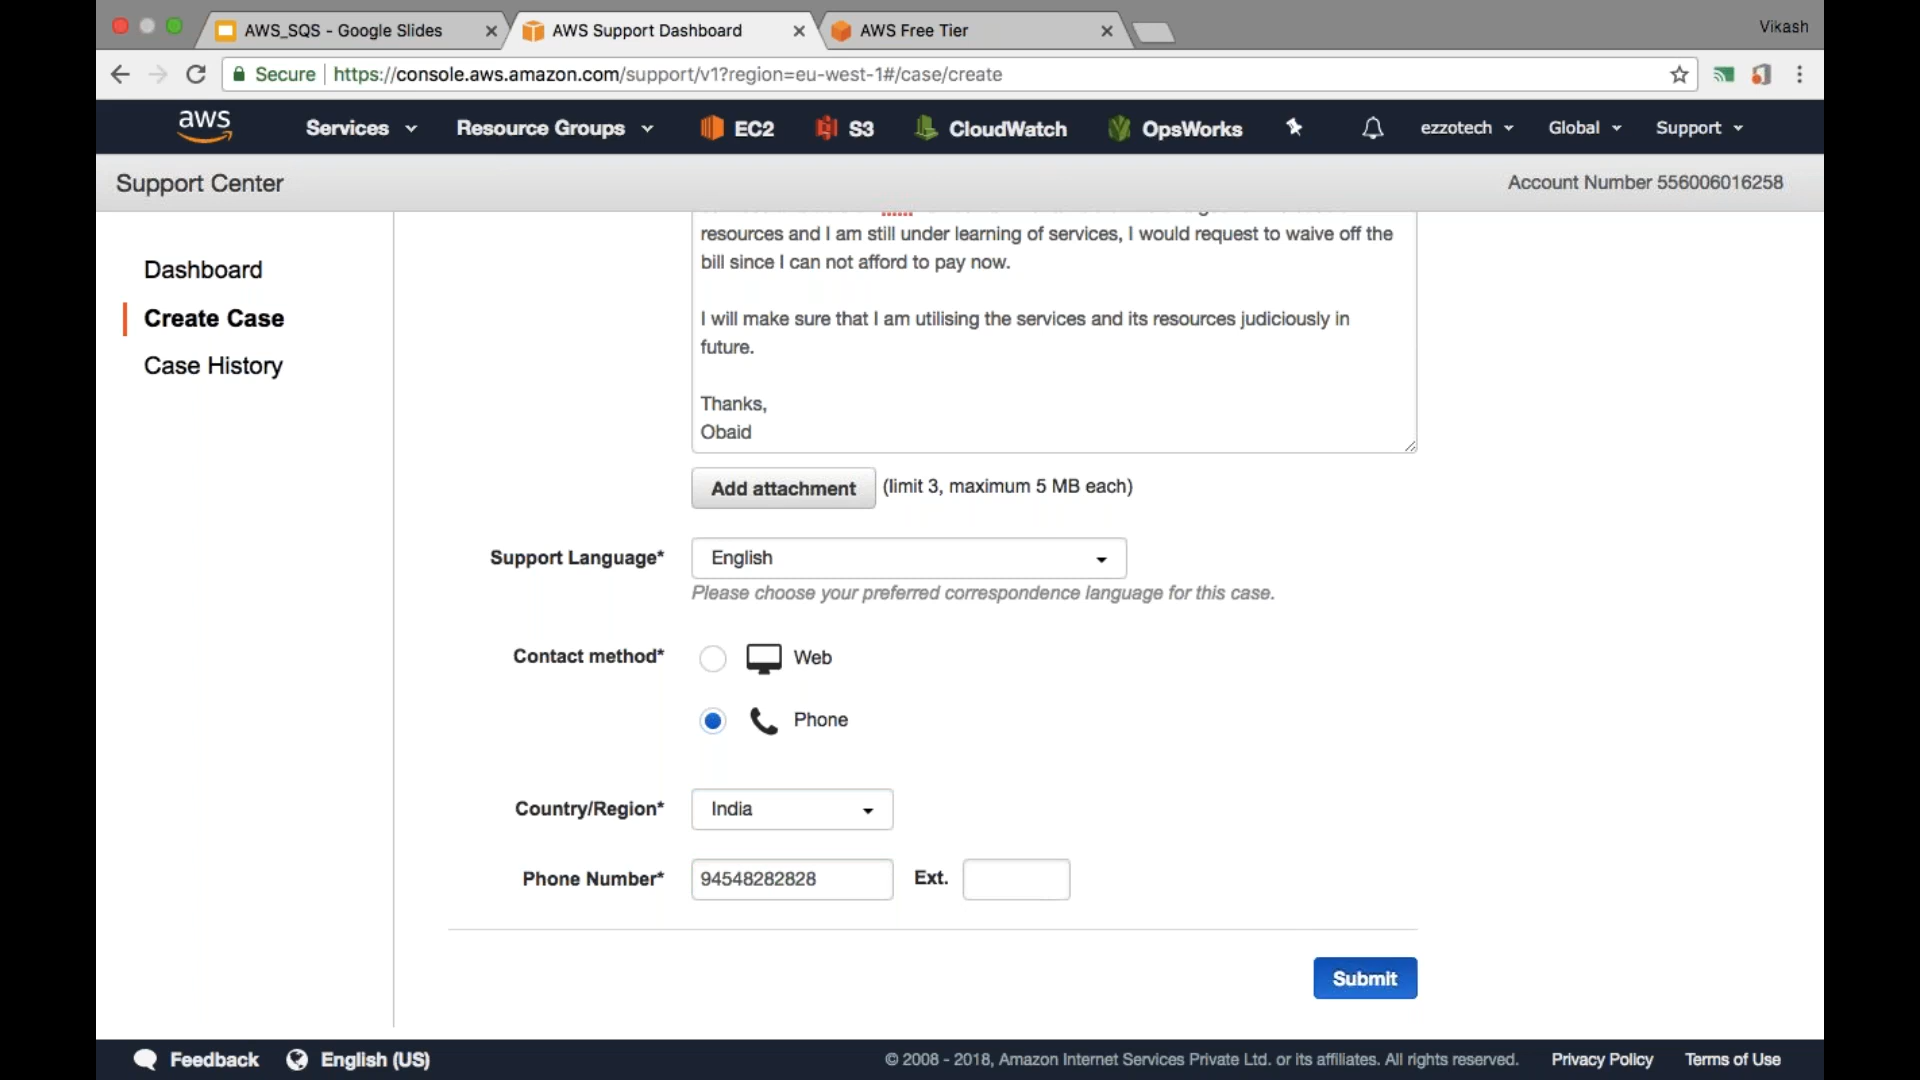 AWS_SQS - Google Slides
AWS Support Dashboard
AWS Free Tier
Vikash
Secure
https://console.aws.amazon.com/support/v1?region=eu-west-1#/case/create
aws
Services
Resource Groups
EC2
S3
CloudWatch
OpsWorks
ezzotech
Global
Support
Support Center
Account Number 556006016258
Dashboard
Create Case
Case History
resources and I am still under learning of services, I would request to waive off the
bill since I can not afford to pay now.
I will make sure that I am utilising the services and its resources judiciously in
future.
Thanks,
Obaid
Add attachment
(limit 3, maximum 5 MB each)
Support Language*
English
Please choose your preferred correspondence language for this case.
Contact method*
Web
Phone
Country/Region*
India
Phone Number*
94548282828
Ext.
Submit
Feedback
English (US)
© 2008 - 2018, Amazon Internet Services Private Ltd. or its affiliates. All rights reserved.
Privacy Policy
Terms of Use